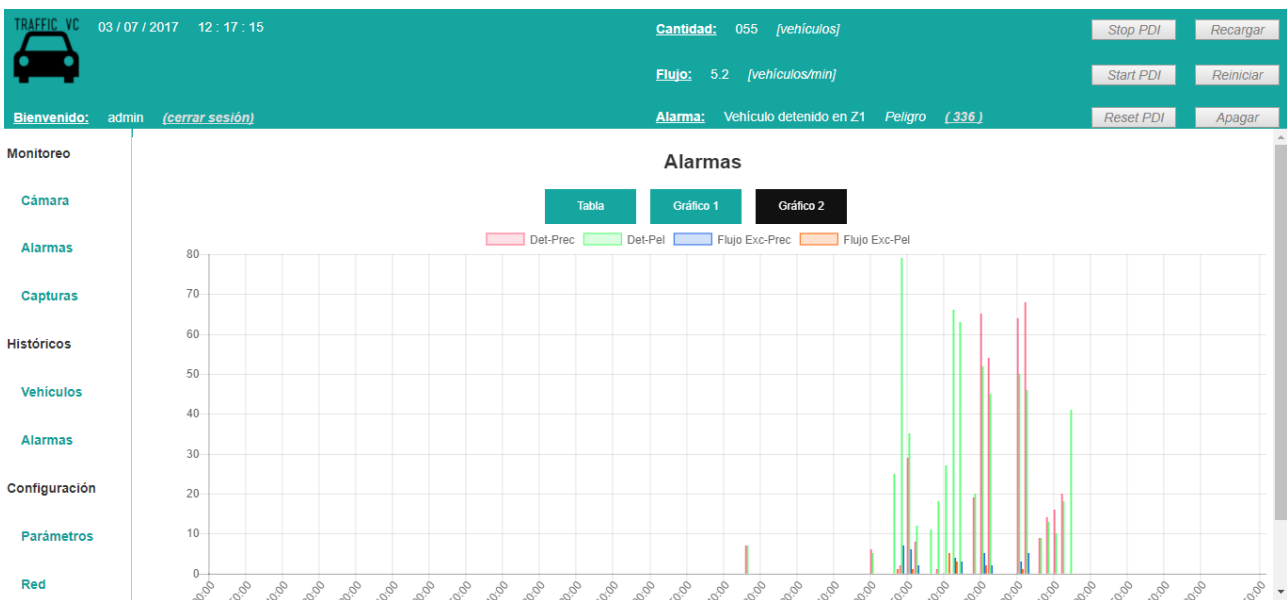 TRAFFIC VC
03 / 07 / 2017 12 : 17 : 15
Cantidad: 055 [vehículos]
Stop PDI Recargar
Flujo: 5.2 [vehículos/min]
Start PDI Reiniciar
Bienvenido: admin (cerrar sesión)
Alarma: Vehículo detenido en Z1 Peligro ( 336 )
Reset PDI Apagar
Monitoreo
Cámara
Alarmas
Capturas
Históricos
Vehículos
Alarmas
Configuración
Parámetros
Red
Alarmas
Tabla Gráfico 1 Gráfico 2
Det-Prec Det-Pel Flujo Exc-Prec Flujo Exc-Pel
80
70
60
50
40
30
20
10
0